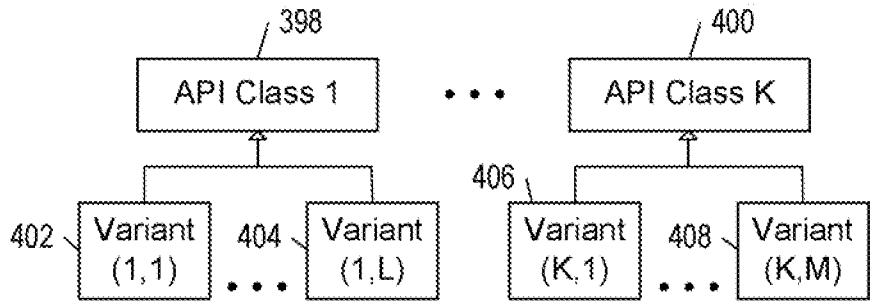 398
400
API Class 1
API Class K
402
Variant
(1,1)
404
Variant
(1,L)
406
Variant
(K,1)
408
Variant
(K,M)